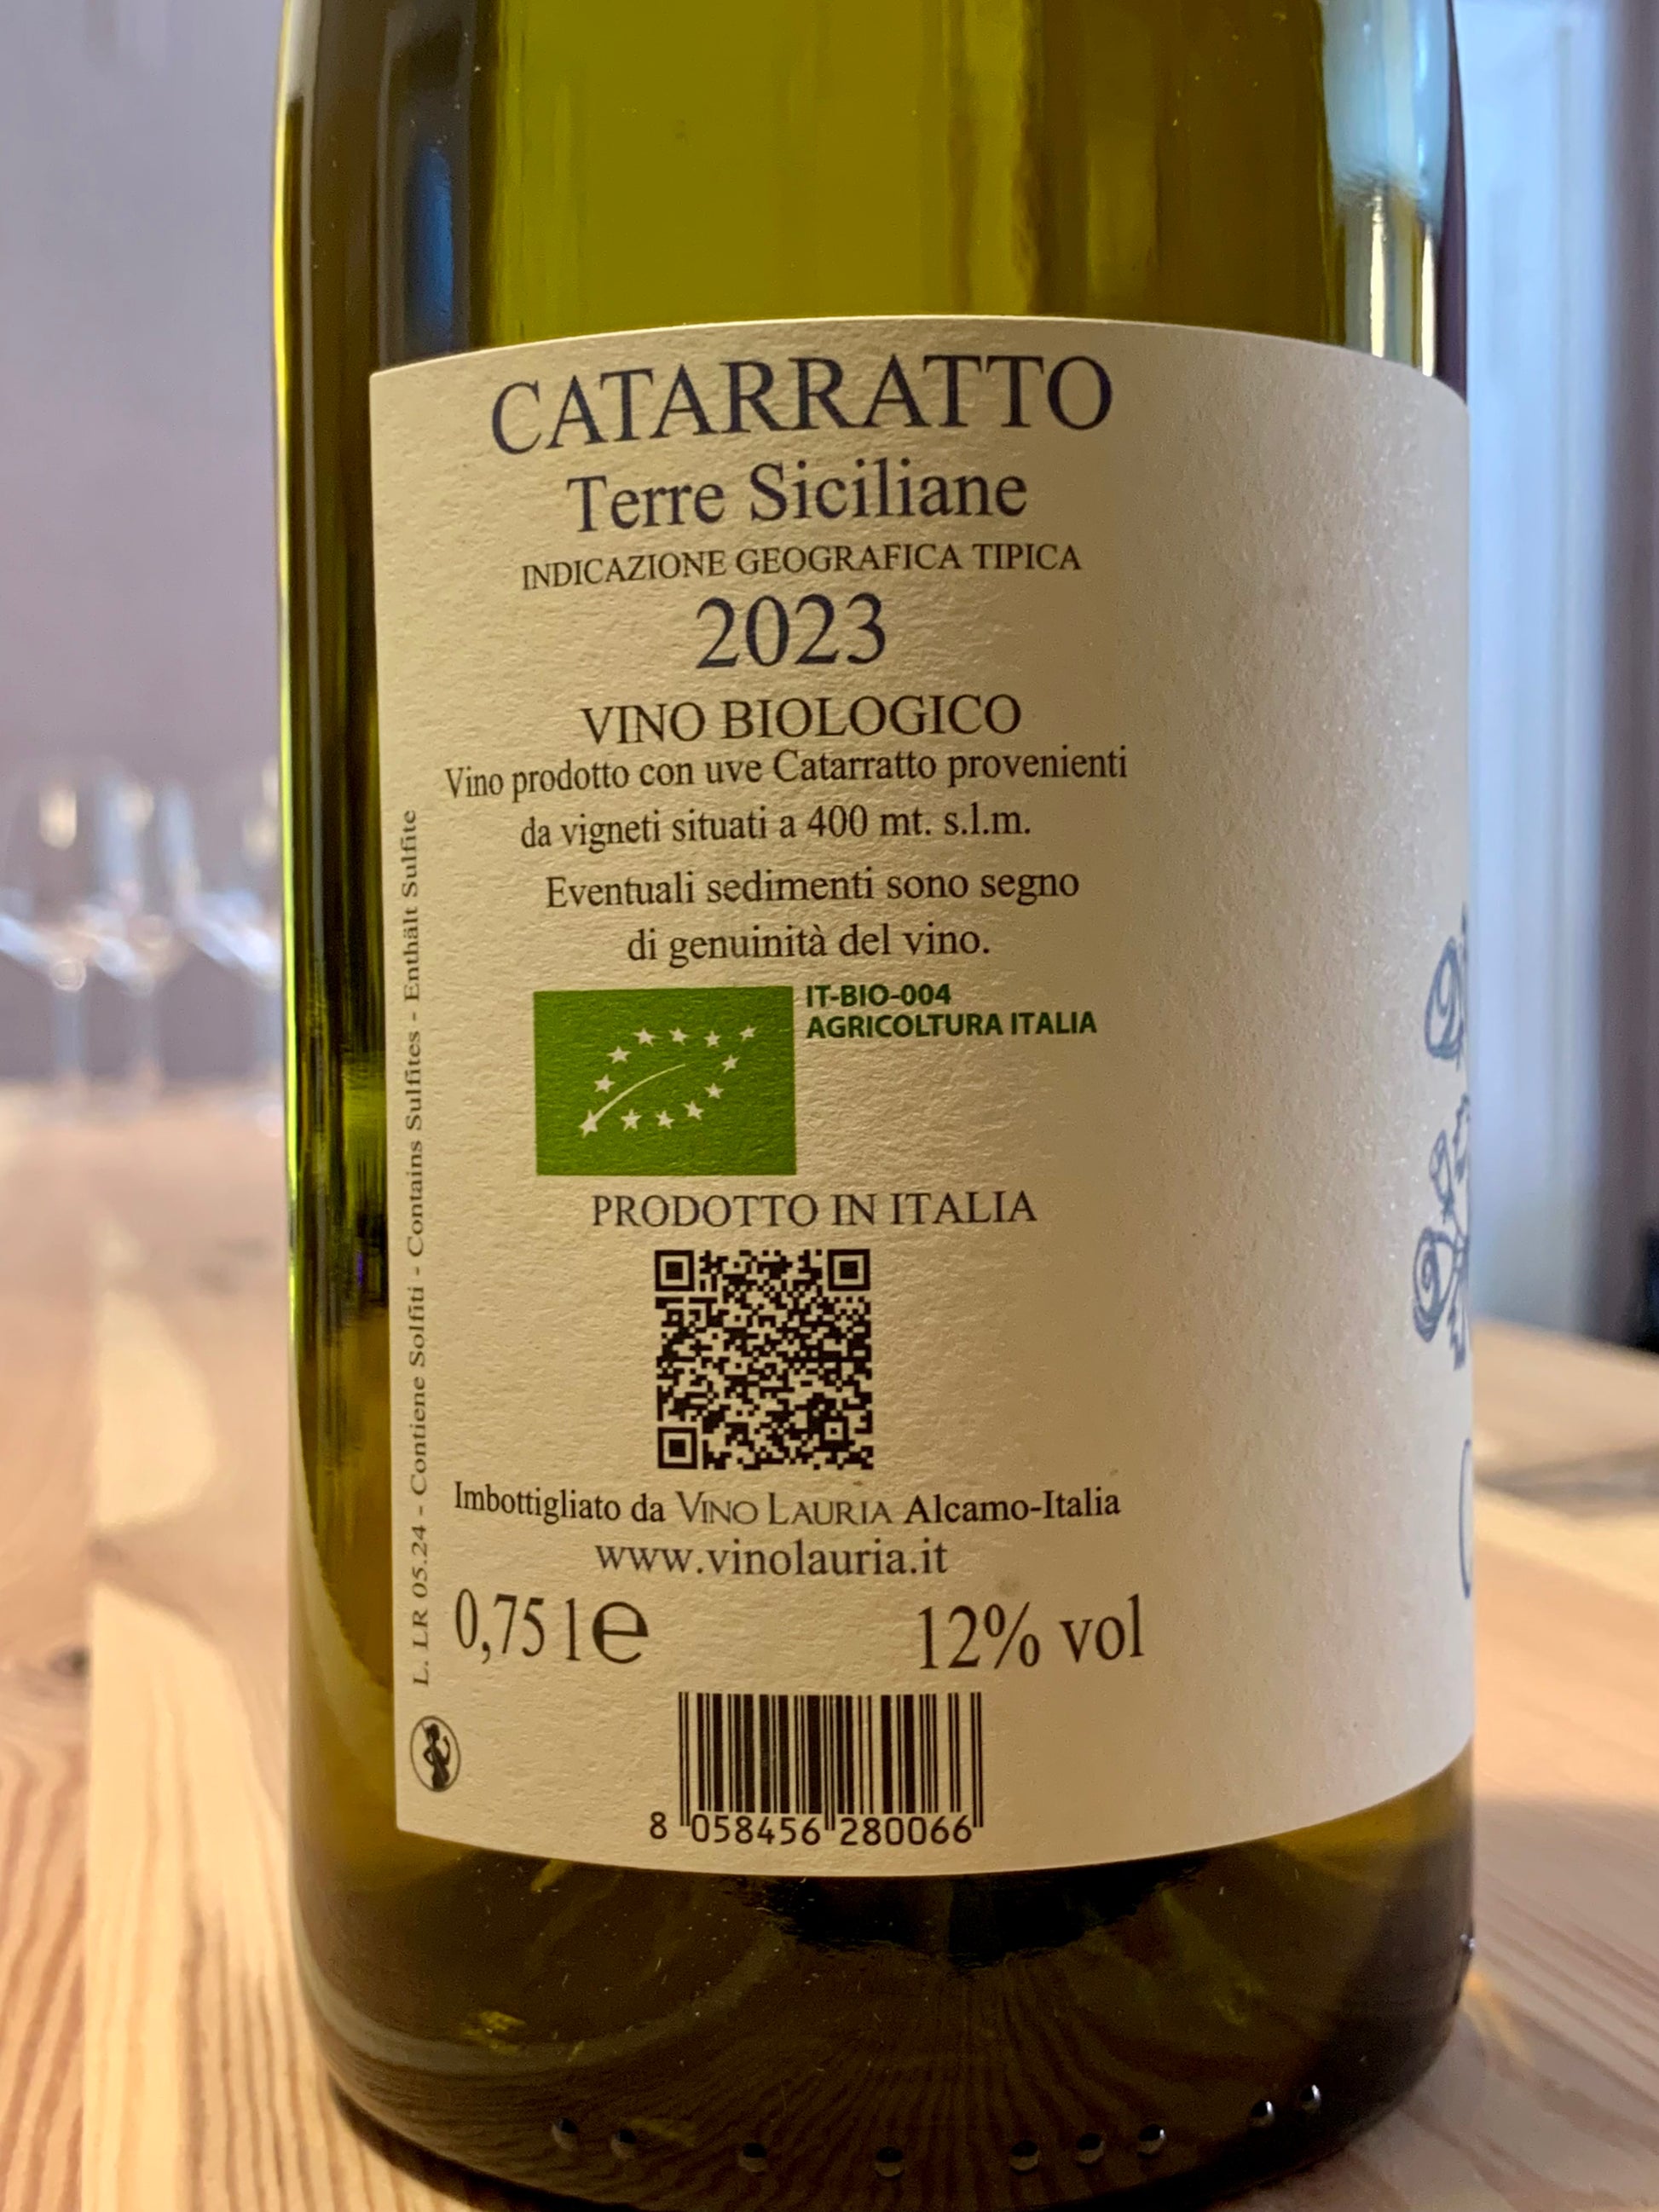 CATARRATTO
Terre Siciliane
INDICAZIONE GEOGRAFICA TIPICA
2023
VINO BIOLOGICO
Vino prodotto con uve Catarratto provenienti
da vigneti situati a 400 mt. s.l.m.
Eventuali sedimenti sono segno
di genuinità del vino.
IT-BIO-004
AGRICOLTURA ITALIA
PRODOTTO IN ITALIA
Imbottigliato da VINO LAURIA Alcamo-Italia
www.vinolauria.it
0,75 l e
12% vol
8 058456 280066
L. LR 05.24 - Contiene Solfiti - Contains Sulfites - Enthält Sulfite